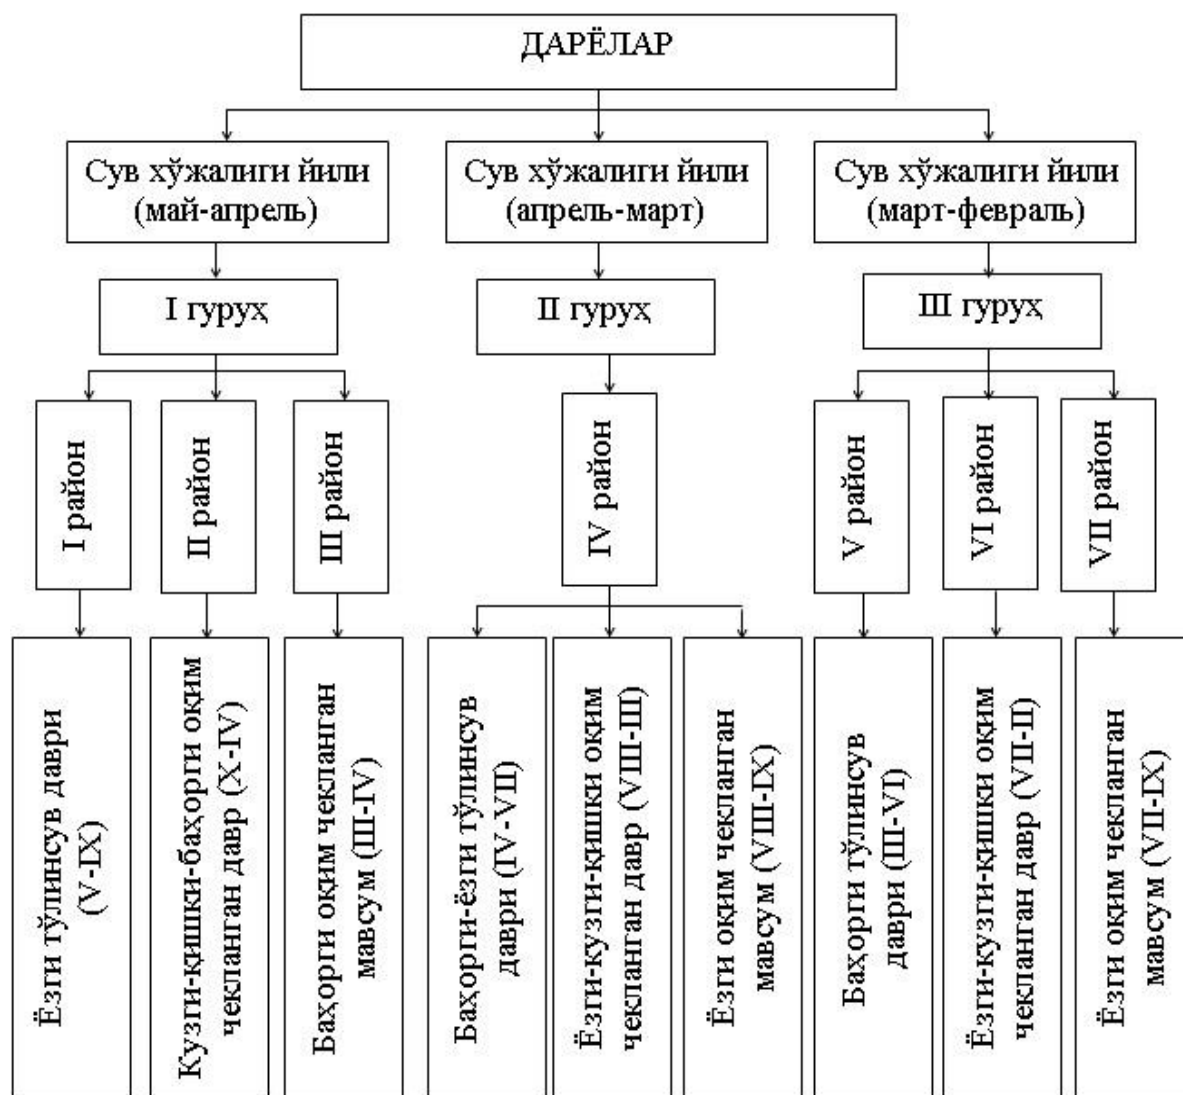 ДАРЁЛАР
Сув хўжалиги йили
(май-апрель)
Сув хўжалиги йили
(апрель-март)
Сув хўжалиги йили
(март-февраль)
I гуруҳ
II гуруҳ
III гуруҳ
I район
II район
III район
IV район
V район
VI район
VII район
Ёзги тўлинсув даври
(V-IX)
Кузги-қишки-баҳорги оқим
чекланган давр (X-IV)
Баҳорги оқим чекланган
мавсум (III-IV)
Баҳорги-ёзги тўлинсув
даври (IV-VII)
Ёзги-кузги-қишки оқим
чекланган давр (VIII-III)
Ёзги оқим чекланган
мавсум (VIII-IX)
Баҳорги тўлинсув
даври (III-VI)
Ёзги-кузги-қишки оқим
чекланган давр (VII-II)
Ёзги оқим чекланган
мавсум (VII-IX)